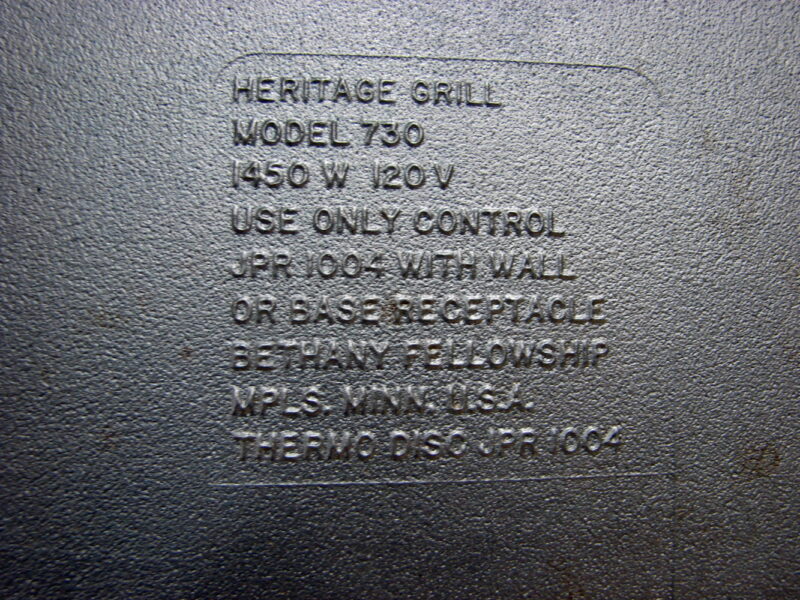 HERITAGE GRILL
MODEL 730
1450 W 120 V
USE ONLY CONTROL
JPR 1004 WITH WALL
OR BASE RECEPTACLE
BETHANY FELLOWSHIP
MPLS. MINN. U.S.A.
THERMO DISC JPR 1004